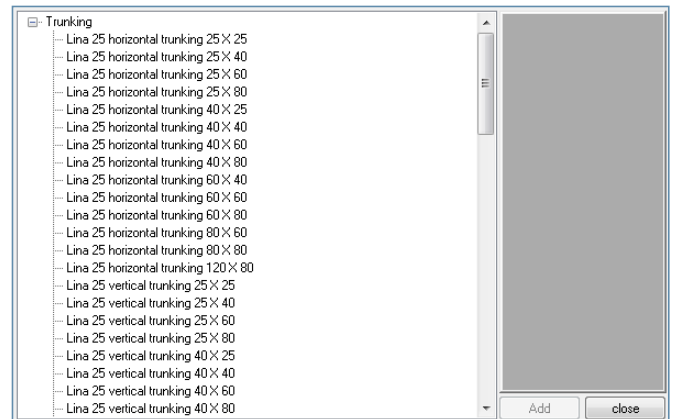 Trunking
Lina 25 horizontal trunking 25 X 25
Lina 25 horizontal trunking 25 X 40
Lina 25 horizontal trunking 25 X 60
Lina 25 horizontal trunking 25 X 80
Lina 25 horizontal trunking 40 X 25
Lina 25 horizontal trunking 40 X 40
Lina 25 horizontal trunking 40 X 60
Lina 25 horizontal trunking 40 X 80
Lina 25 horizontal trunking 60 X 40
Lina 25 horizontal trunking 60 X 60
Lina 25 horizontal trunking 60 X 80
Lina 25 horizontal trunking 80 X 60
Lina 25 horizontal trunking 80 X 80
Lina 25 horizontal trunking 120 X 80
Lina 25 vertical trunking 25 X 25
Lina 25 vertical trunking 25 X 40
Lina 25 vertical trunking 25 X 60
Lina 25 vertical trunking 25 X 80
Lina 25 vertical trunking 40 X 25
Lina 25 vertical trunking 40 X 40
Lina 25 vertical trunking 40 X 60
Lina 25 vertical trunking 40 X 80
Add close